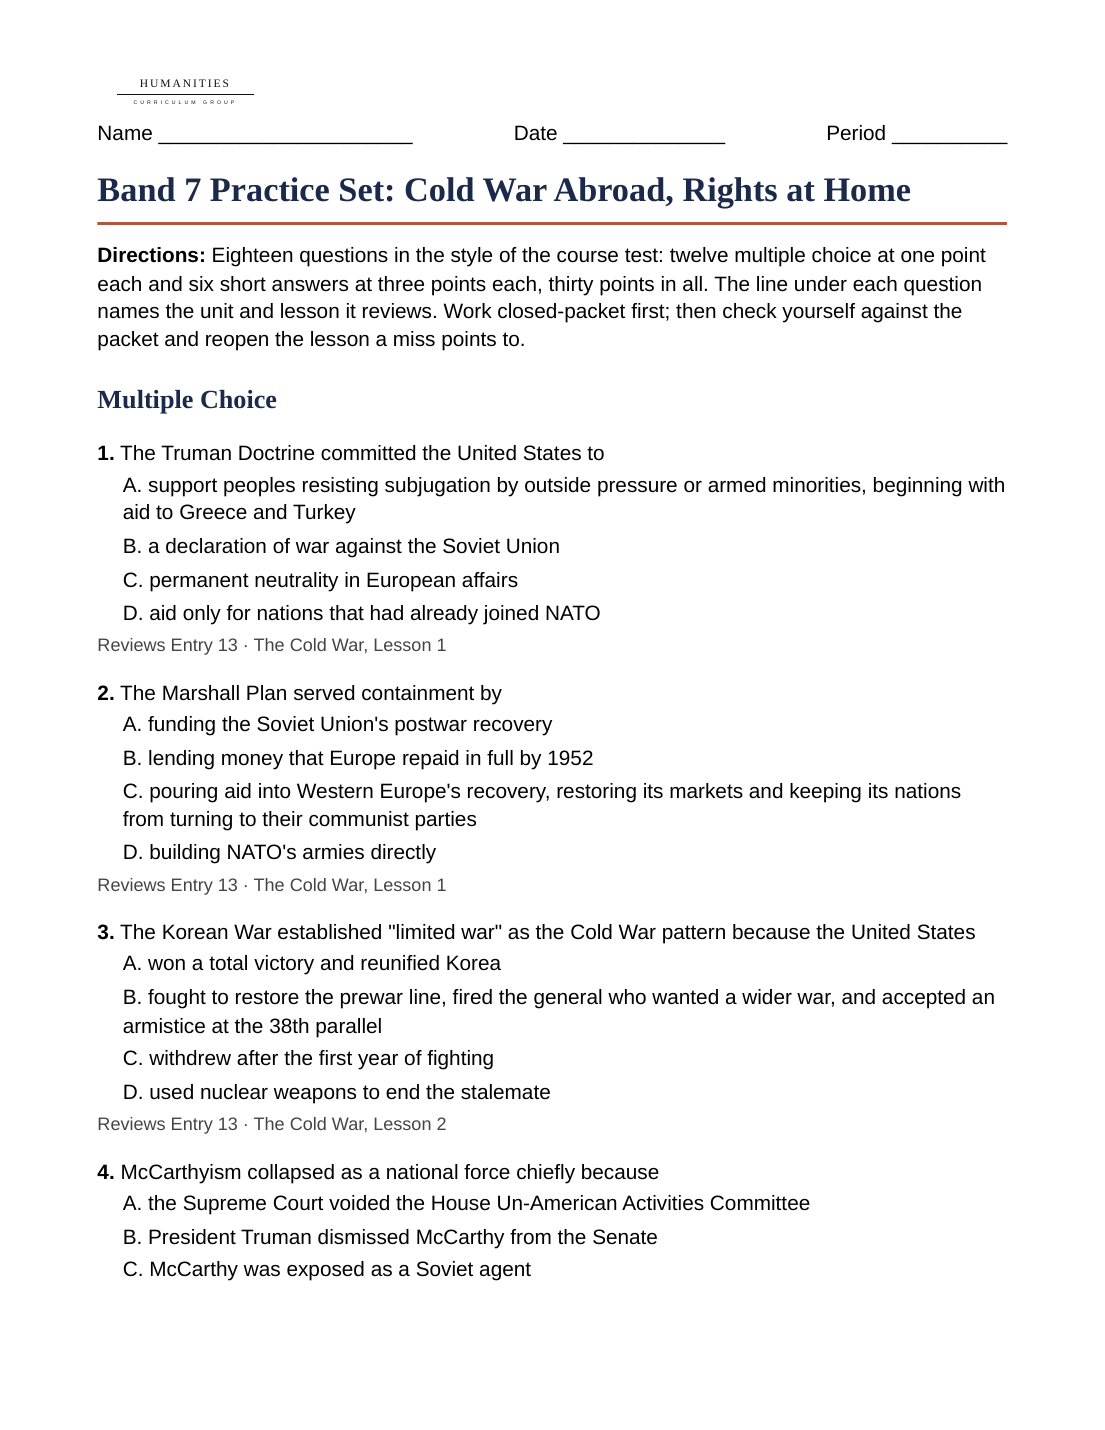 HUMANITIES
CURRICULUM GROUP
Name ______________________ Date ______________ Period __________
Band 7 Practice Set: Cold War Abroad, Rights at Home
Directions: Eighteen questions in the style of the course test: twelve multiple choice at one point
each and six short answers at three points each, thirty points in all. The line under each question
names the unit and lesson it reviews. Work closed-packet first; then check yourself against the
packet and reopen the lesson a miss points to.
Multiple Choice
1. The Truman Doctrine committed the United States to
A. support peoples resisting subjugation by outside pressure or armed minorities, beginning with
aid to Greece and Turkey
B. a declaration of war against the Soviet Union
C. permanent neutrality in European affairs
D. aid only for nations that had already joined NATO
Reviews Entry 13 · The Cold War, Lesson 1
2. The Marshall Plan served containment by
A. funding the Soviet Union's postwar recovery
B. lending money that Europe repaid in full by 1952
C. pouring aid into Western Europe's recovery, restoring its markets and keeping its nations
from turning to their communist parties
D. building NATO's armies directly
Reviews Entry 13 · The Cold War, Lesson 1
3. The Korean War established "limited war" as the Cold War pattern because the United States
A. won a total victory and reunified Korea
B. fought to restore the prewar line, fired the general who wanted a wider war, and accepted an
armistice at the 38th parallel
C. withdrew after the first year of fighting
D. used nuclear weapons to end the stalemate
Reviews Entry 13 · The Cold War, Lesson 2
4. McCarthyism collapsed as a national force chiefly because
A. the Supreme Court voided the House Un-American Activities Committee
B. President Truman dismissed McCarthy from the Senate
C. McCarthy was exposed as a Soviet agent